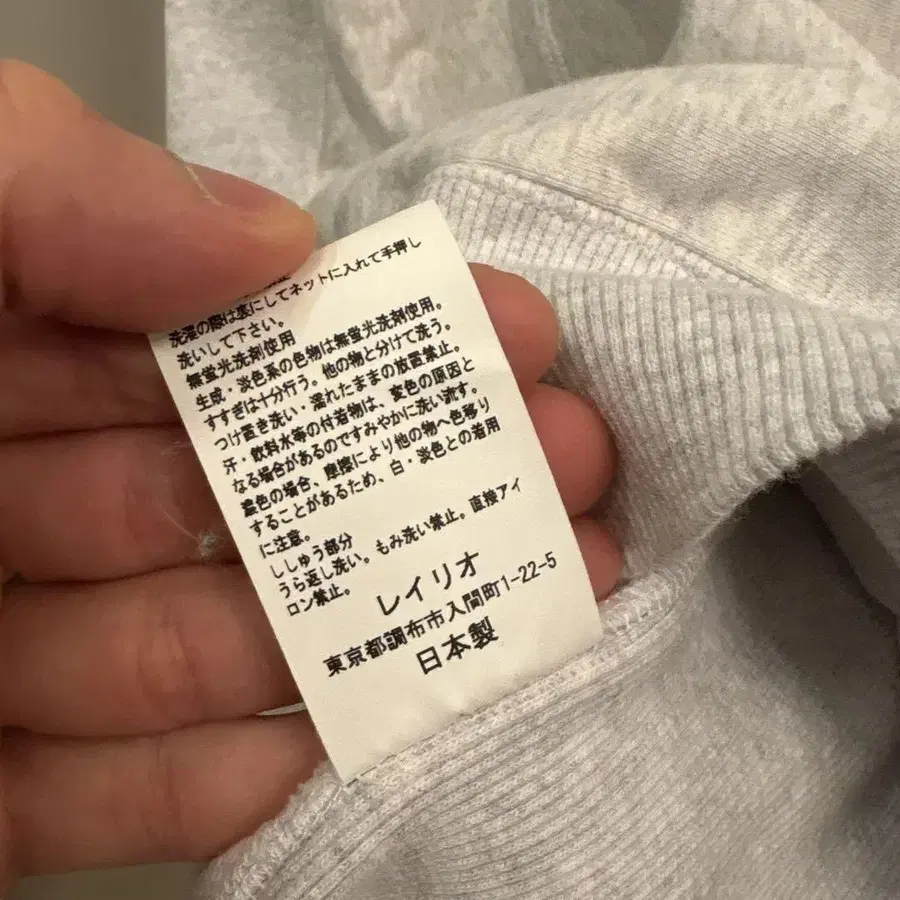 洗濯の際は裏にしてネットに入れて手押し
洗いして下さい。
無蛍光洗剤使用
生成・淡色系の色物は無蛍光洗剤使用。
すすぎは十分行う。他の物と分けて洗う。
つけ置き洗い・濡れたままの放置禁止。
汗・飲料水等の付着物は、変色の原因と
なる場合があるのですみやかに洗い流す。
濃色の場合、摩擦により他の物へ色移り
することがあるため、白・淡色との着用
に注意。
ししゅう部分
うら返し洗い。もみ洗い禁止。直接アイ
ロン禁止。
レイリオ
東京都調布市入間町1-22-5
日本製